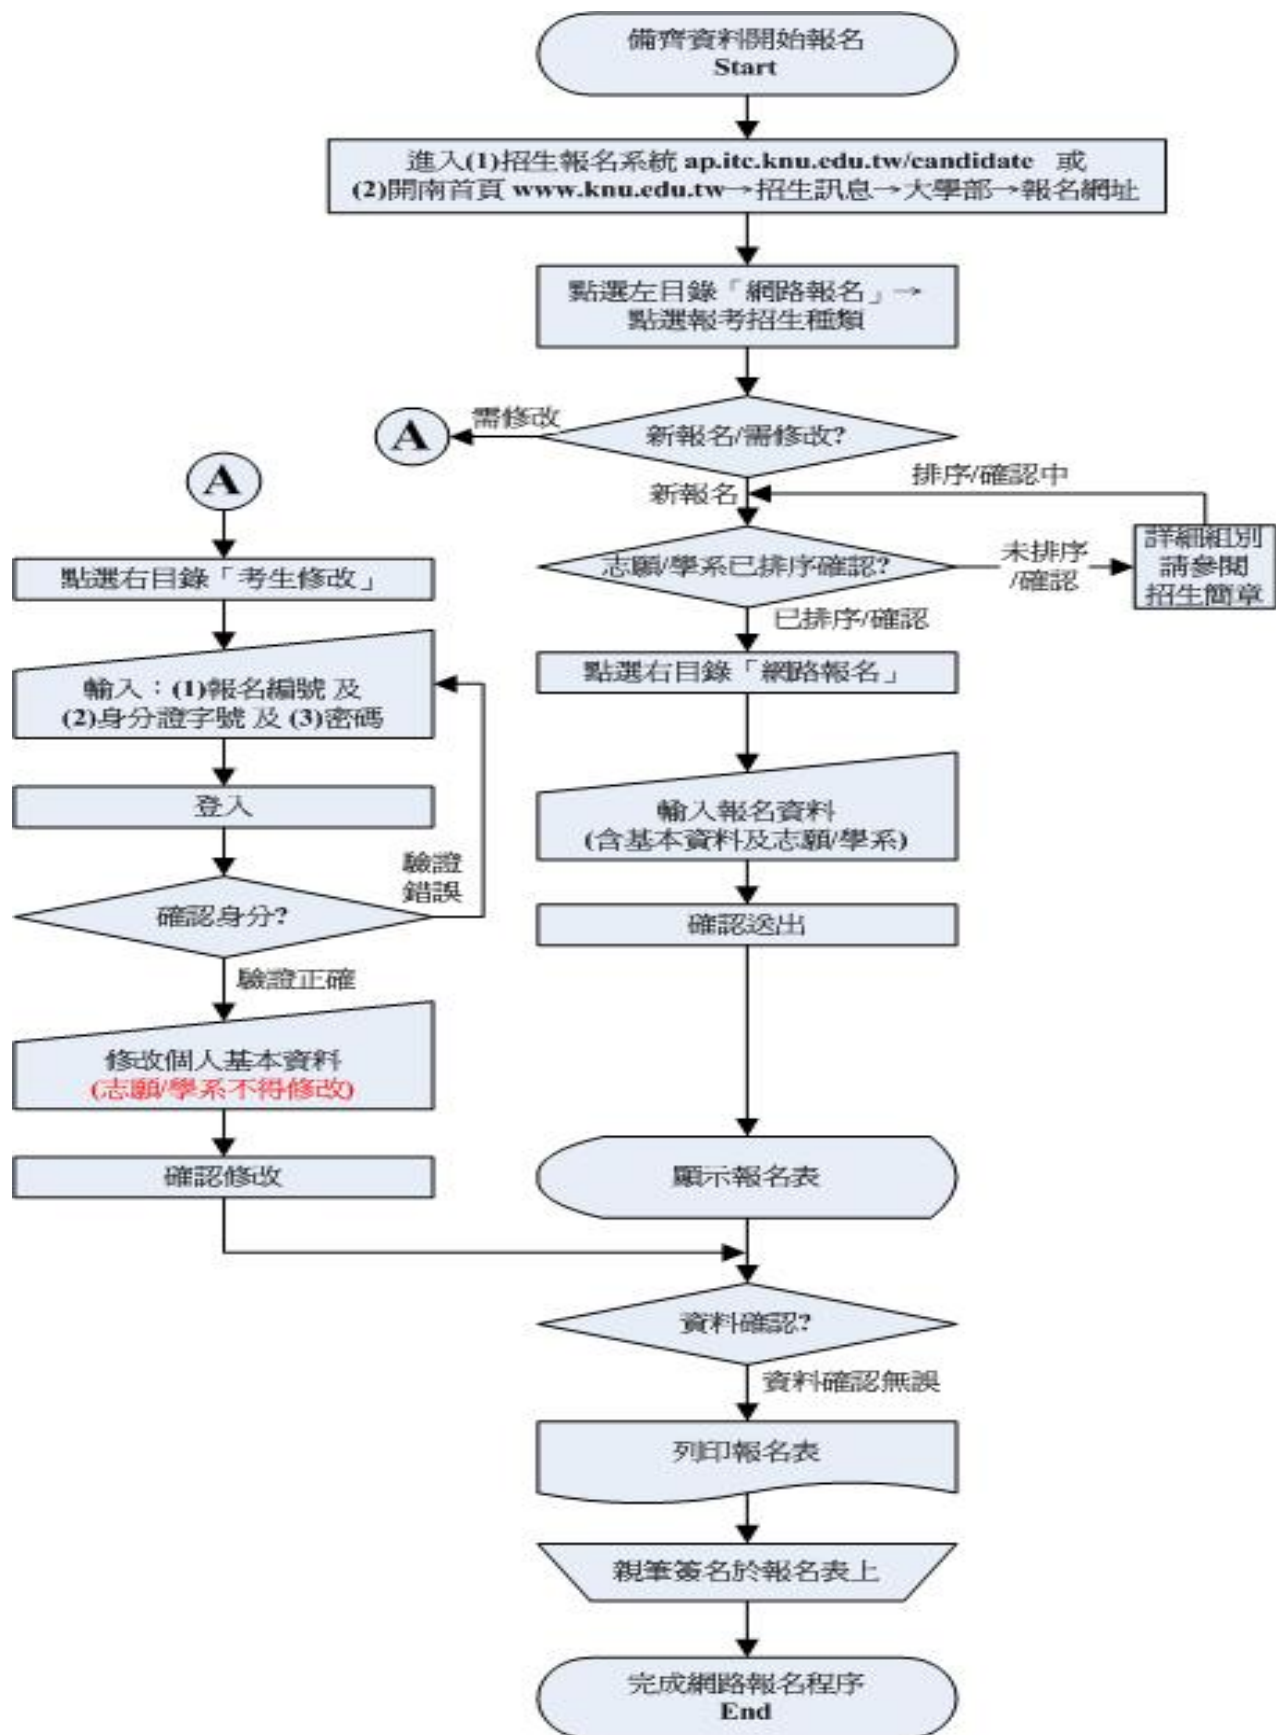 備齊資料開始報名
Start
進入(1)招生報名系統 ap.itc.knu.edu.tw/candidate 或
(2)開南首頁 www.knu.edu.tw→招生訊息→大學部→報名網址
點選左目錄「網路報名」→
點選報考招生種類
新報名/需修改?
需修改
A
新報名
排序/確認中
志願/學系已排序確認?
未排序
/確認
詳細組別
請參閱
招生簡章
已排序/確認
點選右目錄「網路報名」
輸入報名資料
(含基本資料及志願/學系)
確認送出
顯示報名表
A
點選右目錄「考生修改」
輸入：(1)報名編號 及
(2)身分證字號 及 (3)密碼
登入
驗證
錯誤
確認身分?
驗證正確
修改個人基本資料
(志願/學系不得修改)
確認修改
資料確認?
資料確認無誤
列印報名表
親筆簽名於報名表上
完成網路報名程序
End